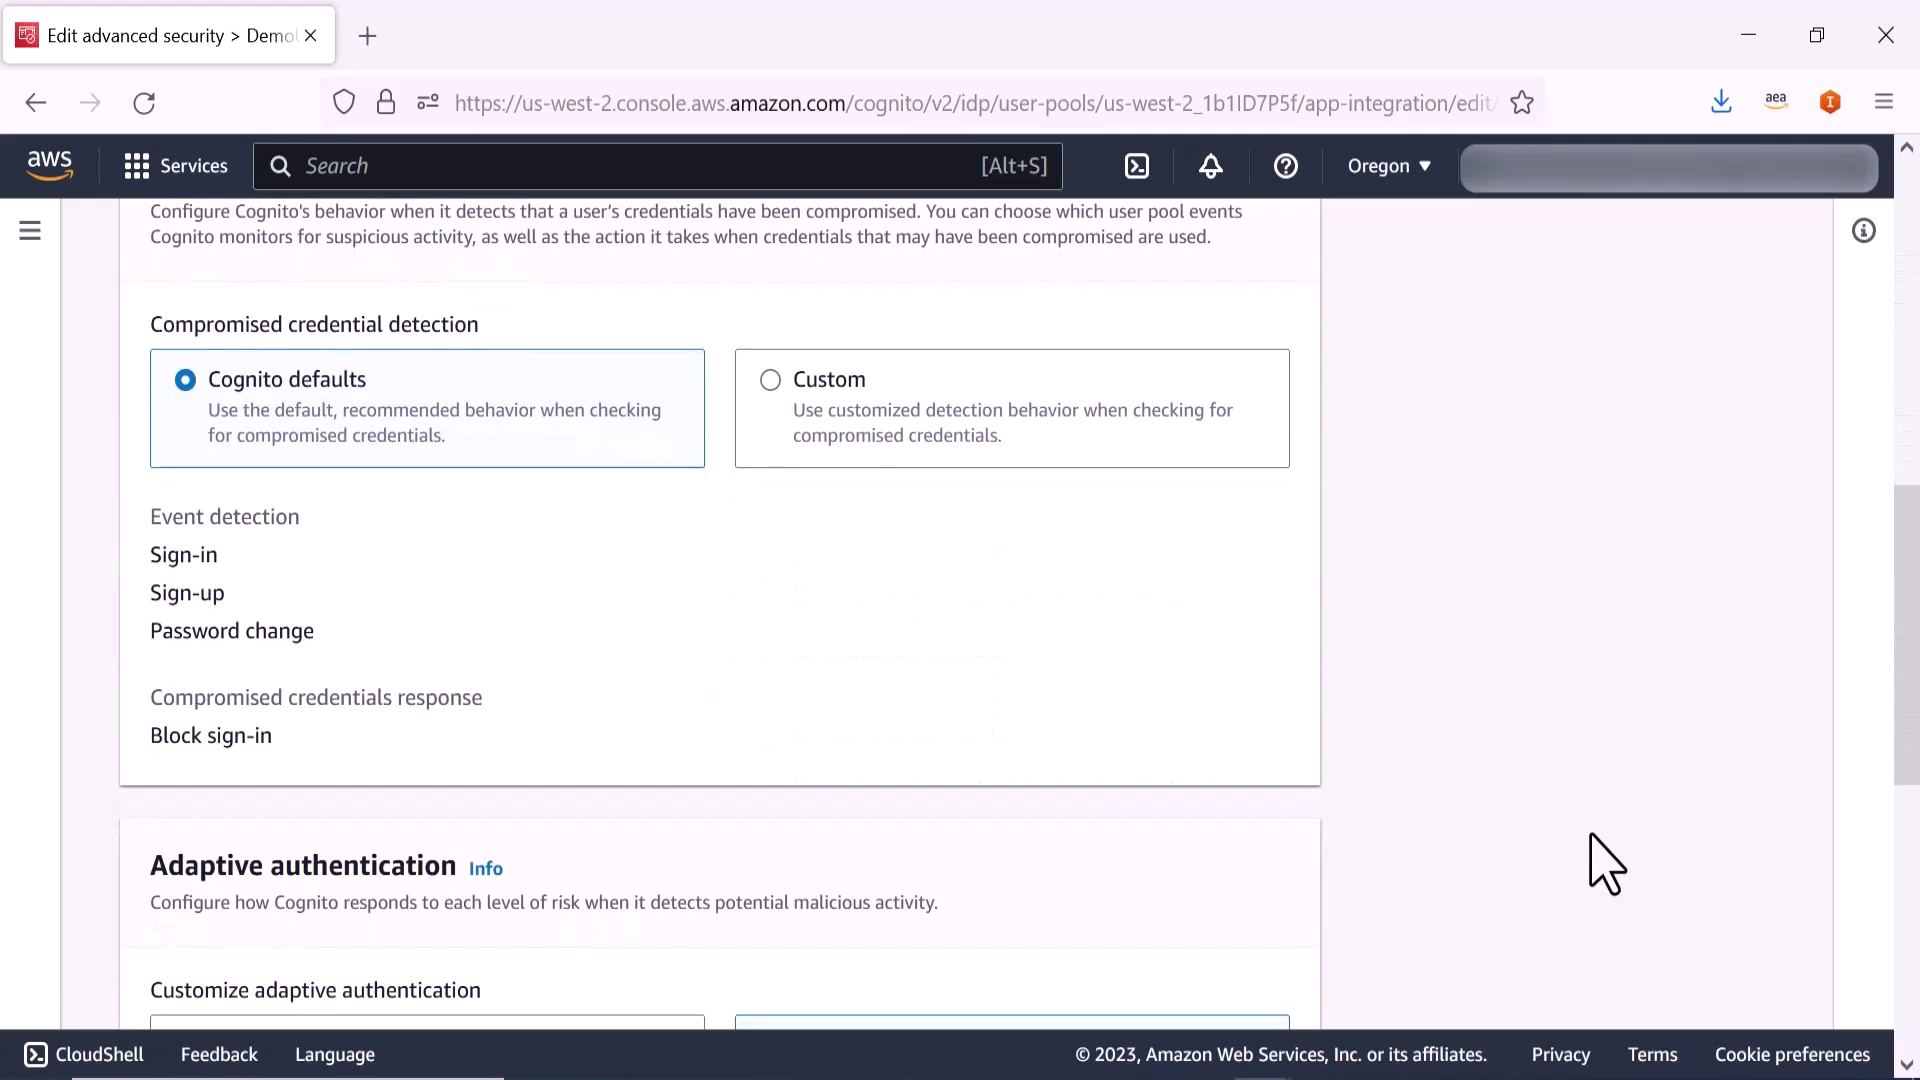 Edit advanced security > Demo
https://us-west-2.console.aws.amazon.com/cognito/v2/idp/user-pools/us-west-2_1b1ID7P5f/app-integration/edit/
aea
aws
Services
Search
[Alt+S]
Oregon
Configure Cognito's behavior when it detects that a user’s credentials have been compromised. You can choose which user pool events
Cognito monitors for suspicious activity, as well as the action it takes when credentials that may have been compromised are used.
Compromised credential detection
Cognito defaults
Use the default, recommended behavior when checking
for compromised credentials.
Custom
Use customized detection behavior when checking for
compromised credentials.
Event detection
Sign-in
Sign-up
Password change
Compromised credentials response
Block sign-in
Adaptive authentication Info
Configure how Cognito responds to each level of risk when it detects potential malicious activity.
Customize adaptive authentication
CloudShell
Feedback
Language
© 2023, Amazon Web Services, Inc. or its affiliates.
Privacy
Terms
Cookie preferences